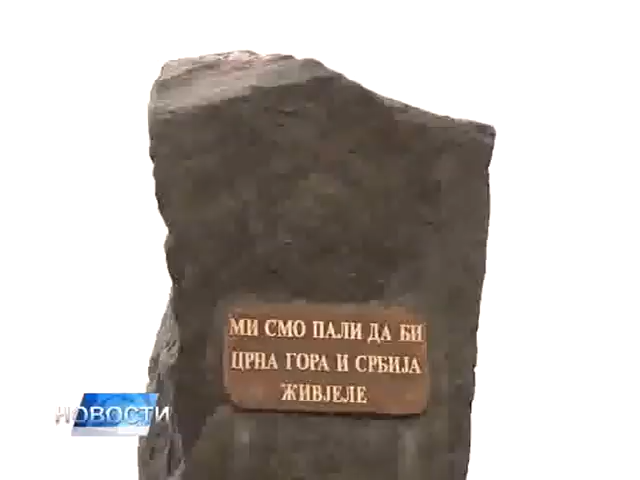 МИ СМО ПАЛИ ДА БИ
ЦРНА ГОРА И СРБИЈА
ЖИВЈЕЛЕ
НОВОСТИ